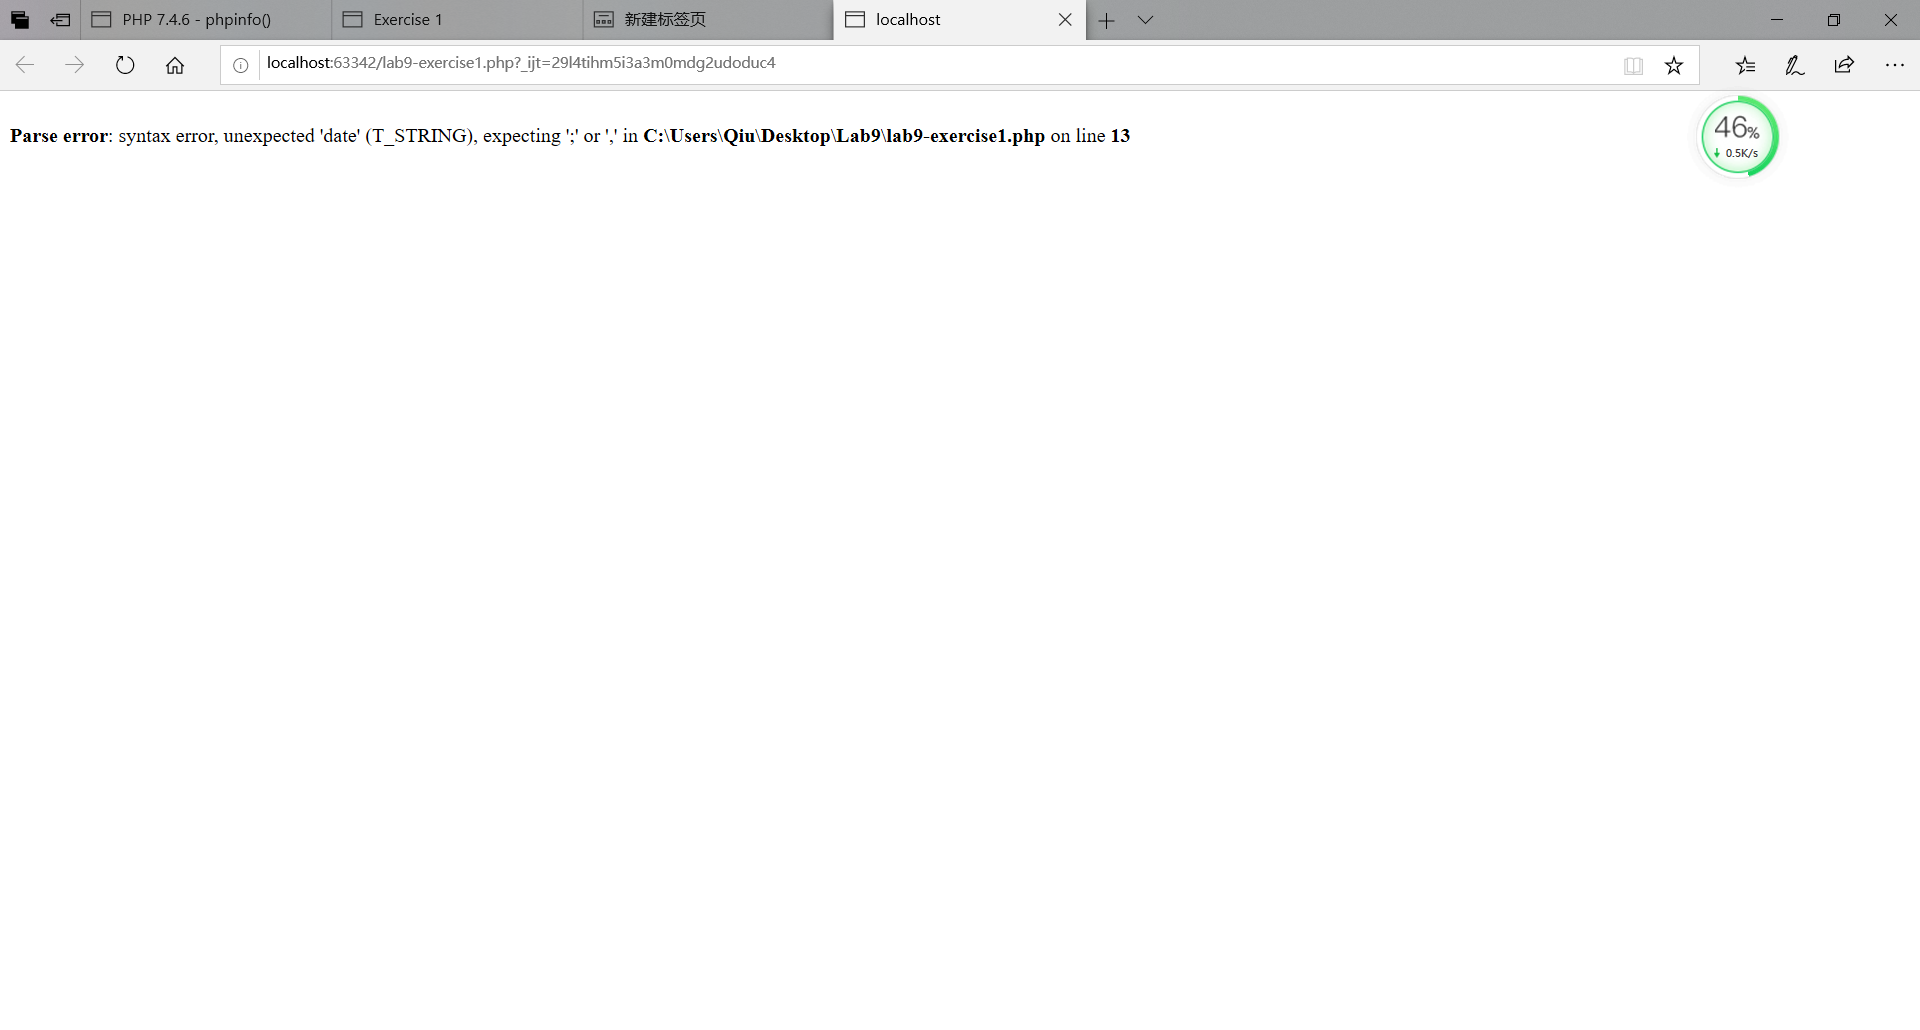 PHP 7.4.6 - phpinfo()
Exercise 1
新建标签页
localhost
localhost:63342/lab9-exercise1.php?_ijt=29l4tihm5i3a3m0mdg2udoduc4
Parse error: syntax error, unexpected 'date' (T_STRING), expecting ';' or ',' in C:\Users\Qiu\Desktop\Lab9\lab9-exercise1.php on line 13
46%
0.5K/s